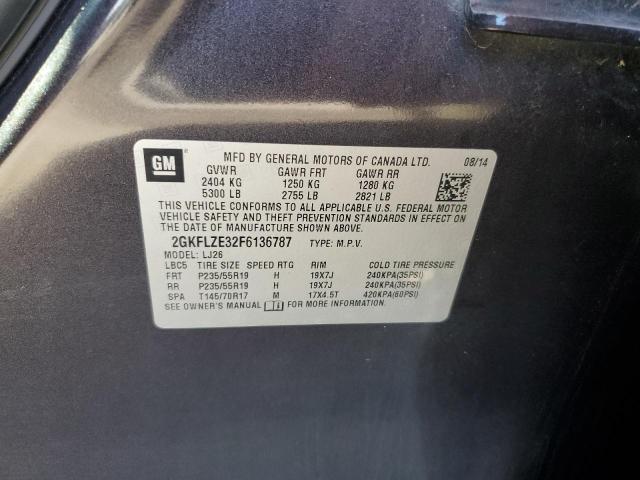 GM
MFD BY GENERAL MOTORS OF CANADA LTD. 08/14
GVWR GAWR FRT GAWR RR
2404 KG 1250 KG 1280 KG
5300 LB 2755 LB 2821 LB
THIS VEHICLE CONFORMS TO ALL APPLICABLE U.S. FEDERAL MOTOR
VEHICLE SAFETY AND THEFT PREVENTION STANDARDS IN EFFECT ON
THE DATE OF MANUFACTURE SHOWN ABOVE.
2GKFLZE32F6136787 TYPE: M.P.V.
MODEL: LJ26
LBC5 TIRE SIZE SPEED RTG RIM COLD TIRE PRESSURE
FRT P235/55R19 H 19X7J 240KPA(35PSI)
RR P235/55R19 H 19X7J 240KPA(35PSI)
SPA T145/70R17 M 17X4.5T 420KPA(60PSI)
SEE OWNER'S MANUAL FOR MORE INFORMATION.